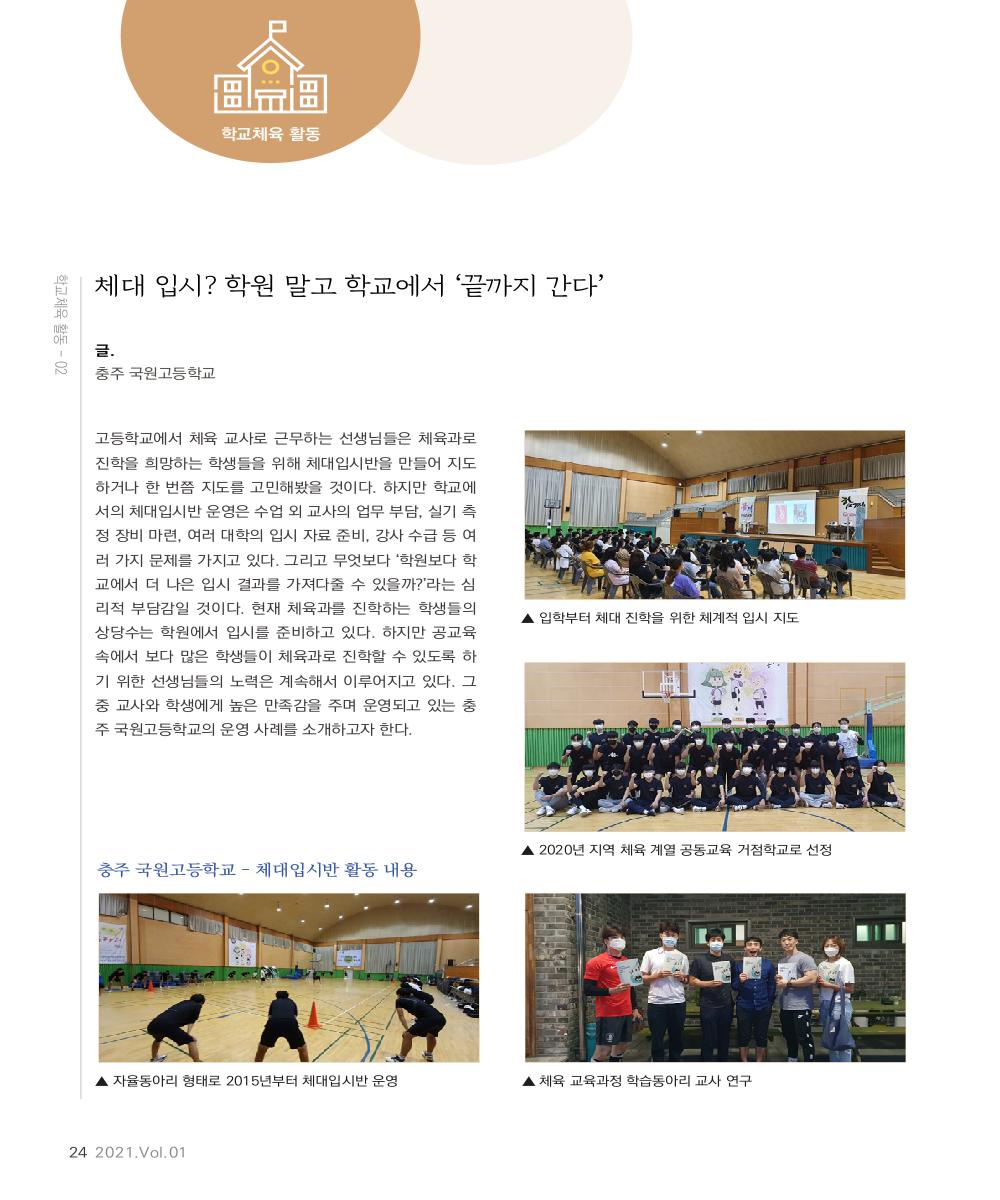 학교체육 활동
학교체육 활동 - 02
체대 입시? 학원 말고 학교에서 ‘끝까지 간다’
글.
충주 국원고등학교
고등학교에서 체육 교사로 근무하는 선생님들은 체육과로
진학을 희망하는 학생들을 위해 체대입시반을 만들어 지도
하거나 한 번쯤 지도를 고민해봤을 것이다. 하지만 학교에
서의 체대입시반 운영은 수업 외 교사의 업무 부담, 실기 측
정 장비 마련, 여러 대학의 입시 자료 준비, 강사 수급 등 여
러 가지 문제를 가지고 있다. 그리고 무엇보다 ‘학원보다 학
교에서 더 나은 입시 결과를 가져다줄 수 있을까?’라는 심
리적 부담감일 것이다. 현재 체육과를 진학하는 학생들의
상당수는 학원에서 입시를 준비하고 있다. 하지만 공교육
속에서 보다 많은 학생들이 체육과로 진학할 수 있도록 하
기 위한 선생님들의 노력은 계속해서 이루어지고 있다. 그
중 교사와 학생에게 높은 만족감을 주며 운영되고 있는 충
주 국원고등학교의 운영 사례를 소개하고자 한다.
충주 국원고등학교 - 체대입시반 활동 내용
▲ 자율동아리 형태로 2015년부터 체대입시반 운영
▲ 입학부터 체대 진학을 위한 체계적 입시 지도
▲ 2020년 지역 체육 계열 공동교육 거점학교로 선정
▲ 체육 교육과정 학습동아리 교사 연구
24 2021.Vol.01